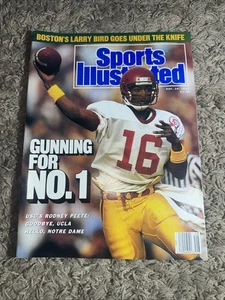 BOSTON'S LARRY BIRD GOES UNDER THE KNIFE
Sports
Illustrated
GUNNING
FOR
NO.1
USC'S RODNEY PEETE:
GOODBYE, UCLA
HELLO, NOTRE DAME
16